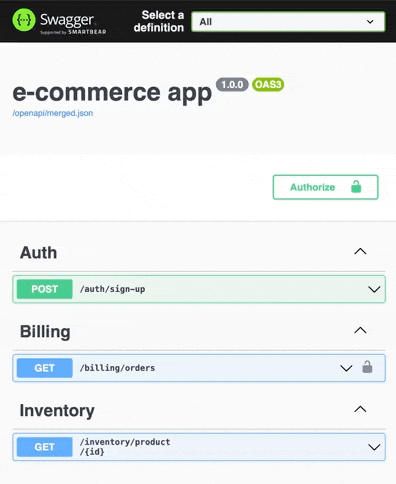 Swagger
Supported by SMARTBEAR
Select a
definition
All
e-commerce app 1.0.0 OAS3
/openapi/merged.json
Authorize
Auth
POST /auth/sign-up
Billing
GET /billing/orders
Inventory
GET /inventory/product
/{id}